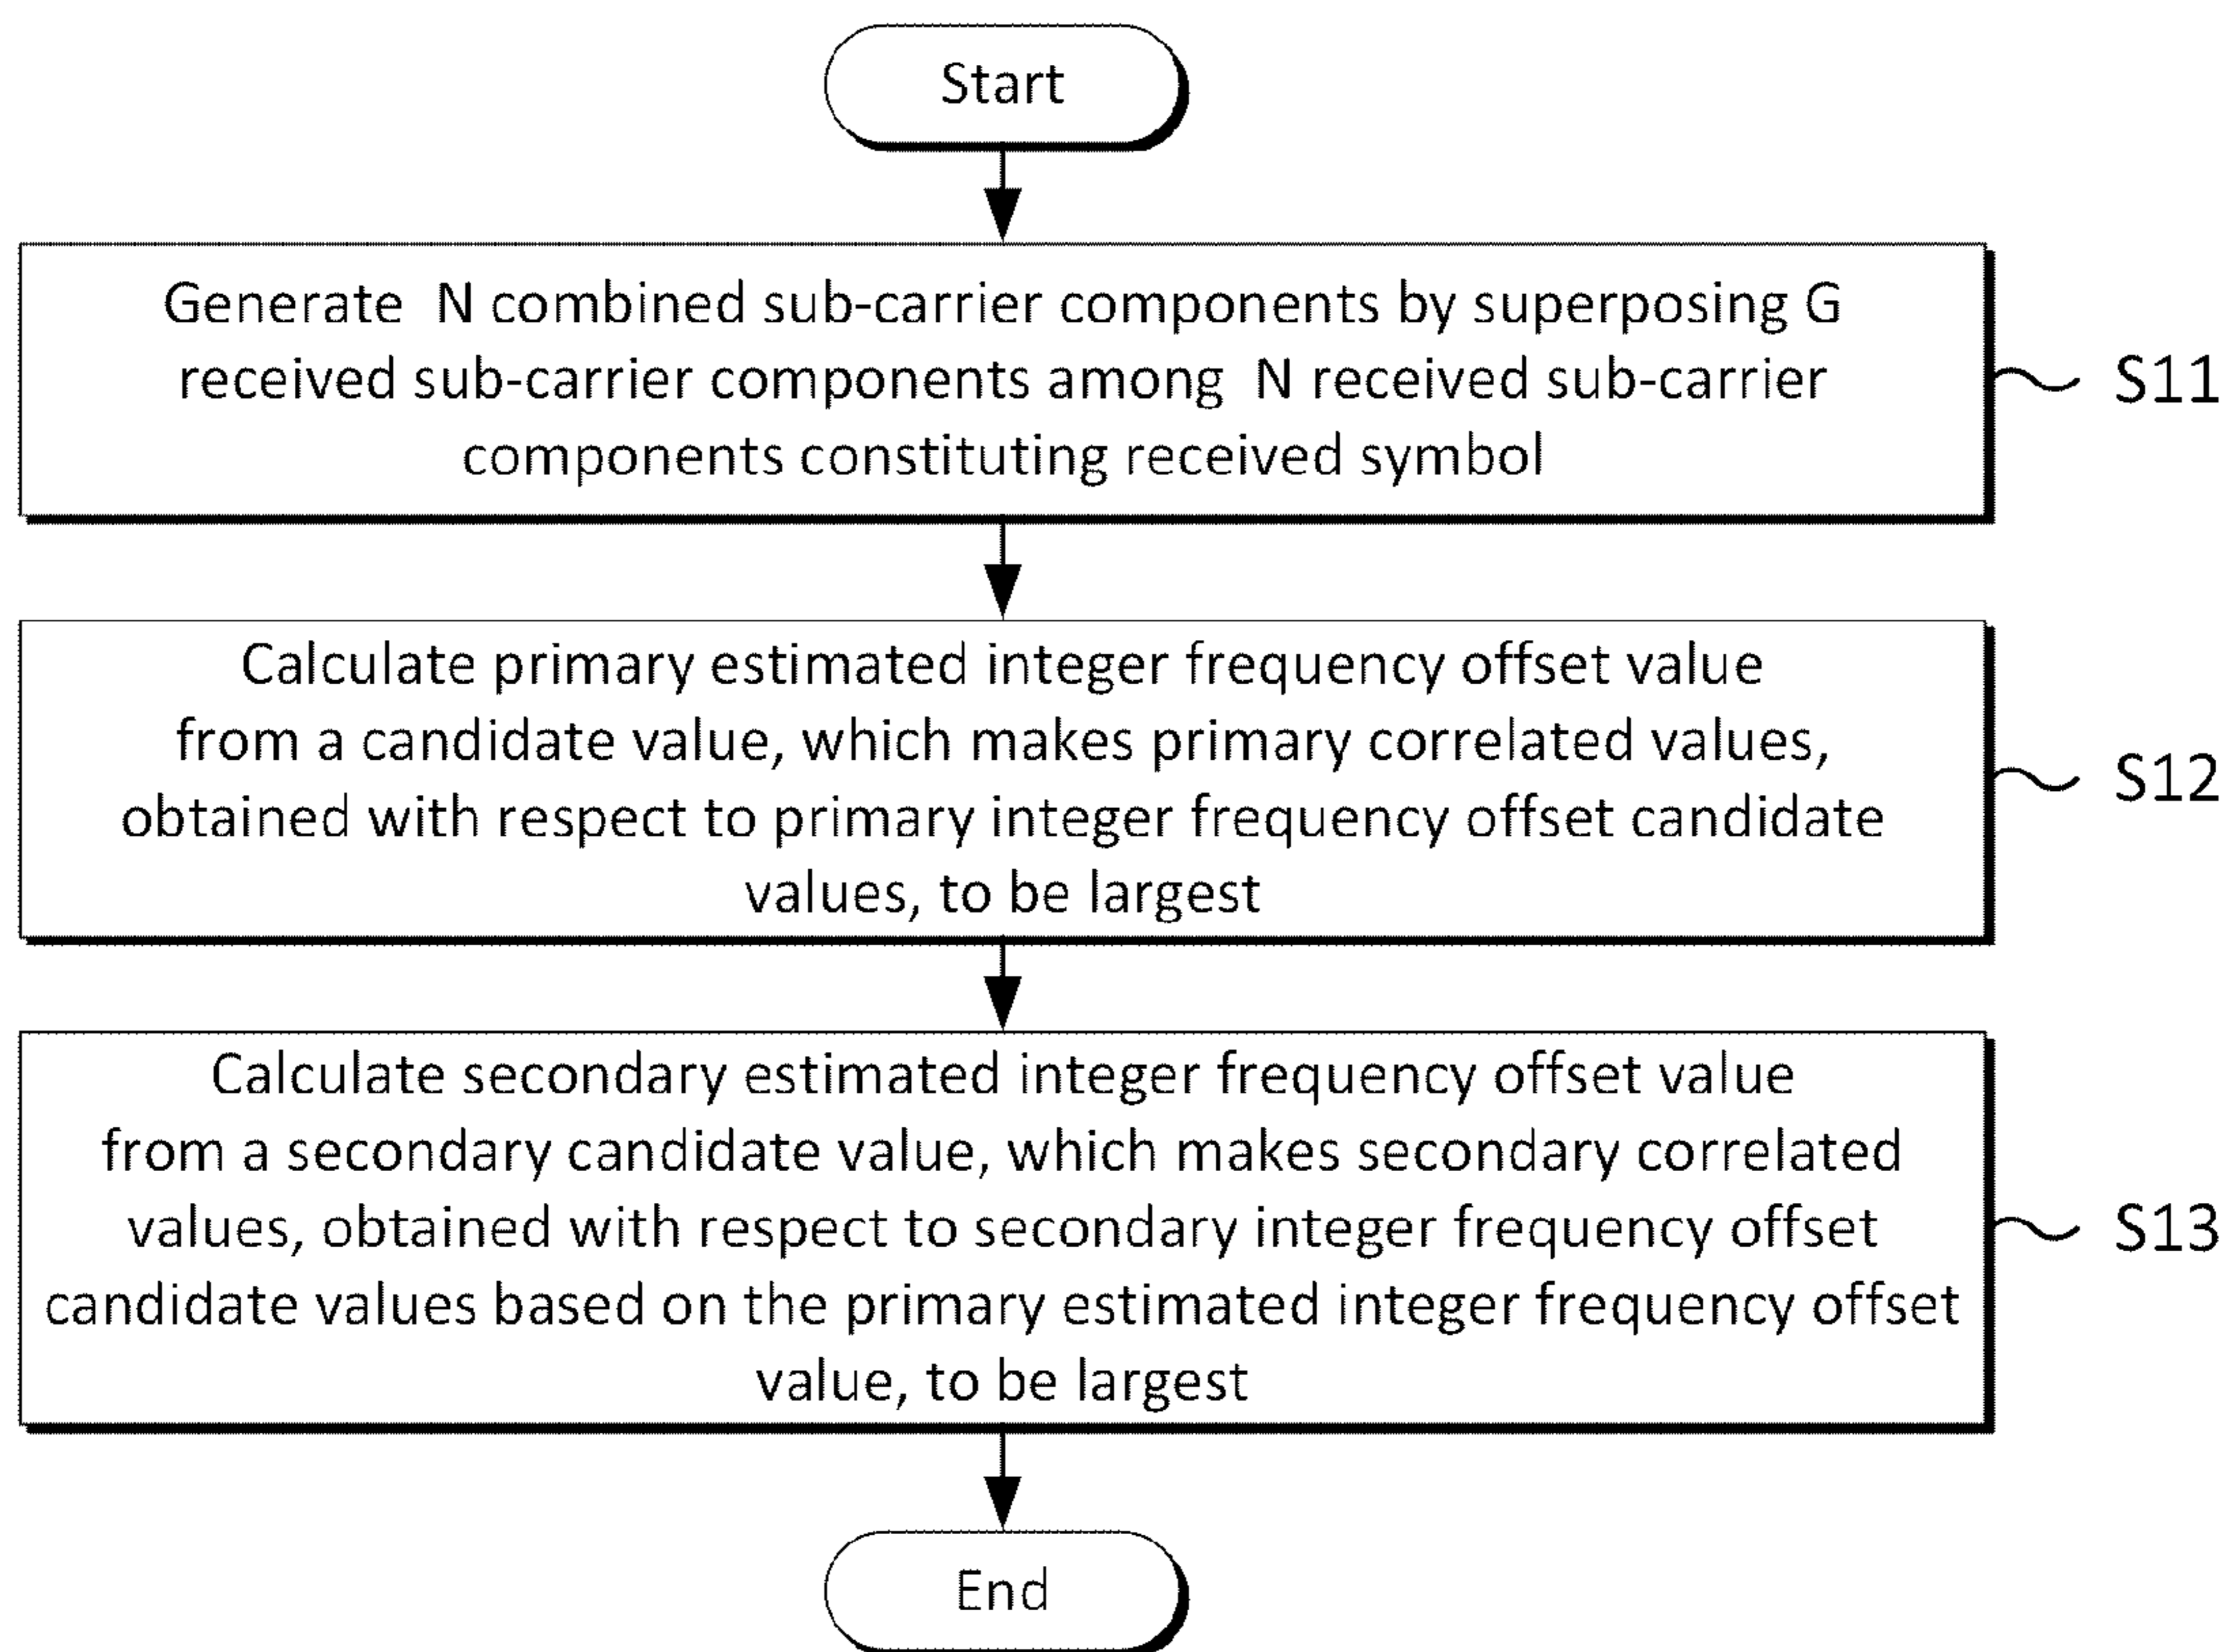 Start
Generate N combined sub-carrier components by superposing G
received sub-carrier components among N received sub-carrier
components constituting received symbol
S11
Calculate primary estimated integer frequency offset value
from a candidate value, which makes primary correlated values,
obtained with respect to primary integer frequency offset candidate
values, to be largest
S12
Calculate secondary estimated integer frequency offset value
from a secondary candidate value, which makes secondary correlated
values, obtained with respect to secondary integer frequency offset
candidate values based on the primary estimated integer frequency offset
value, to be largest
S13
End